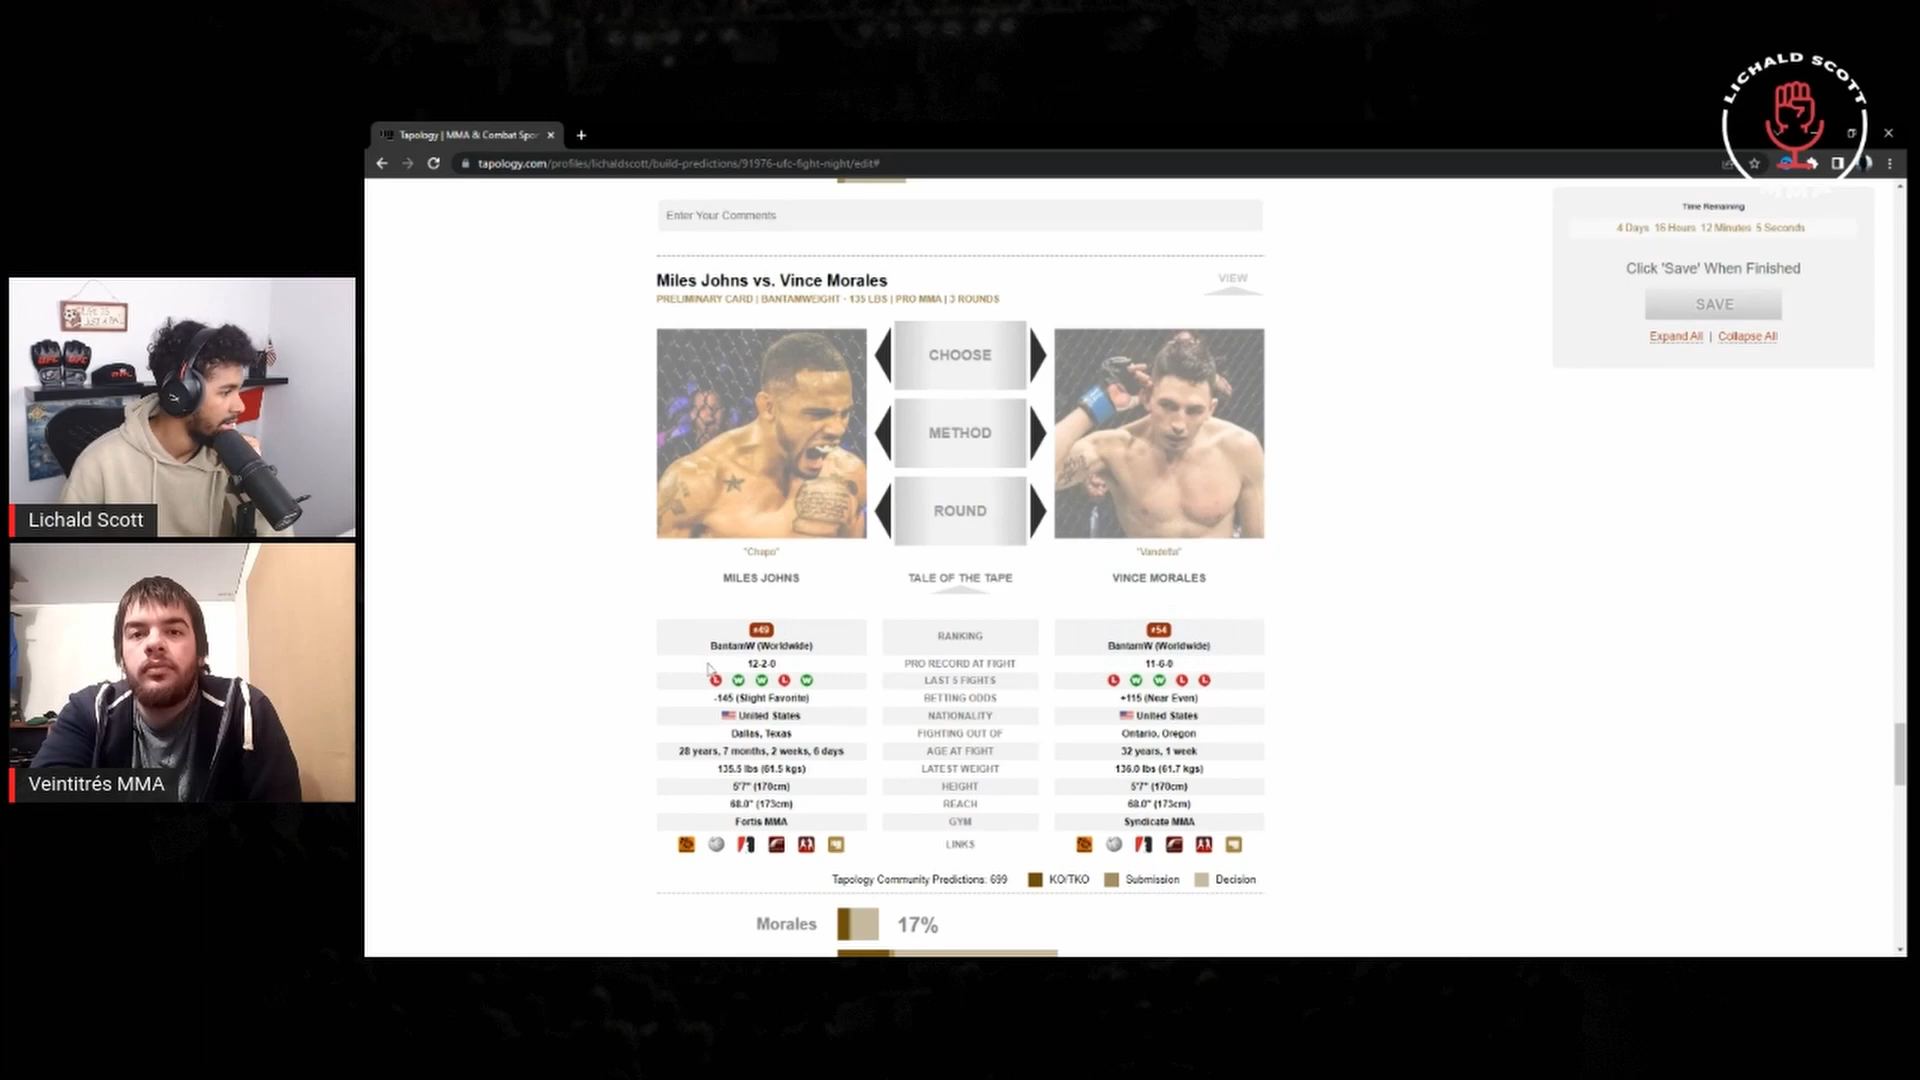 LICHALD SCOTT
MMA
Tapology | MMA & Combat Spor
tapology.com/profiles/lichaldscott/build-predictions/91976-ufc-fight-night/edit#
Enter Your Comments
Time Remaining
4 Days 16 Hours 12 Minutes 5 Seconds
Click 'Save' When Finished
SAVE
Expand All | Collapse All
Miles Johns vs. Vince Morales
VIEW
PRELIMINARY CARD | BANTAMWEIGHT - 135 LBS | PRO MMA | 3 ROUNDS
CHOOSE
METHOD
ROUND
"Chapo" "Vandetta"
MILES JOHNS TALE OF THE TAPE VINCE MORALES
#49 RANKING #54
BantamW (Worldwide) BantamW (Worldwide)
12-2-0 PRO RECORD AT FIGHT 11-6-0
L W W L W LAST 5 FIGHTS L W W L L
-145 (Slight Favorite) BETTING ODDS +115 (Near Even)
United States NATIONALITY United States
Dallas, Texas FIGHTING OUT OF Ontario, Oregon
28 years, 7 months, 2 weeks, 6 days AGE AT FIGHT 32 years, 1 week
135.5 lbs (61.5 kgs) LATEST WEIGHT 136.0 lbs (61.7 kgs)
5'7" (170cm) HEIGHT 5'7" (170cm)
68.0" (173cm) REACH 68.0" (173cm)
Fortis MMA GYM Syndicate MMA
LINKS
Tapology Community Predictions: 699 KO/TKO Submission Decision
Morales 17%
UFC UFC
Lichald Scott
Veintitrés MMA